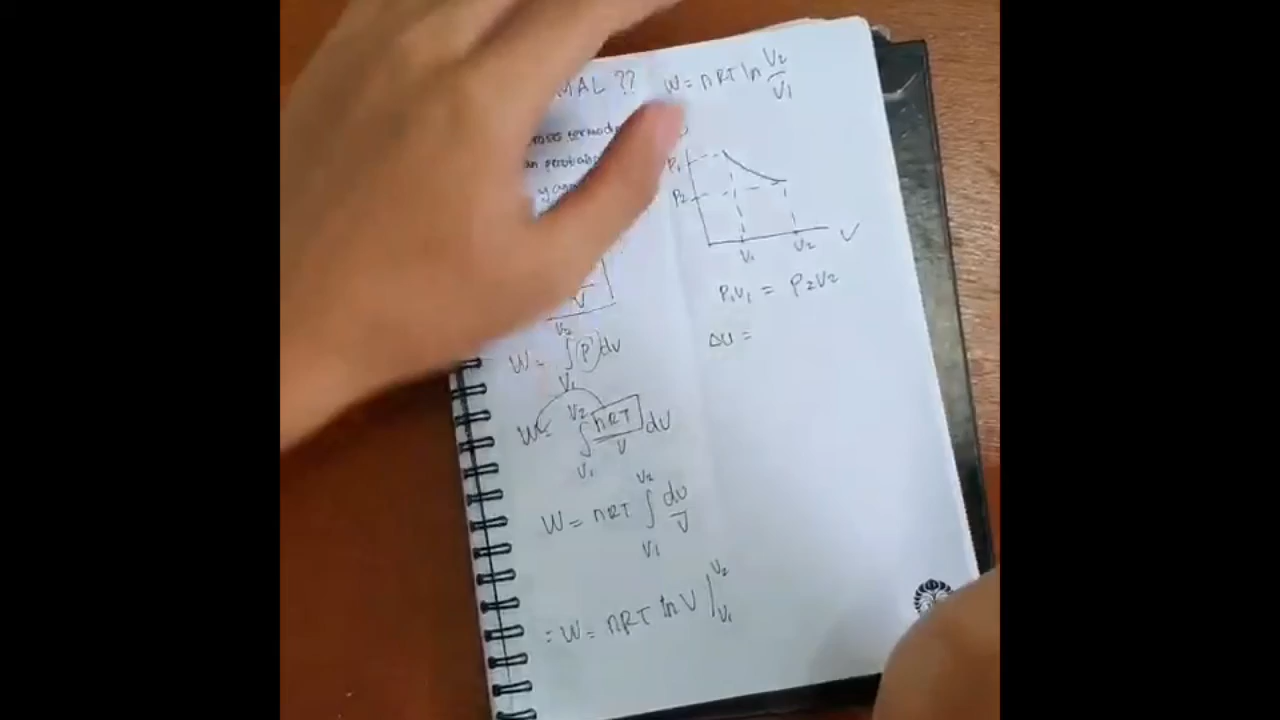 ??
W = nRT ln V2/V1
P1
P2
V1 V2 V
P1V1 = P2V2
ΔU =
V
V2
W = ∫ P dv
V1
V2
W = ∫ nRT/V dv
V1
V2
W = nRT ∫ dv/V
V1
= W = nRT ln V |
V2
V1